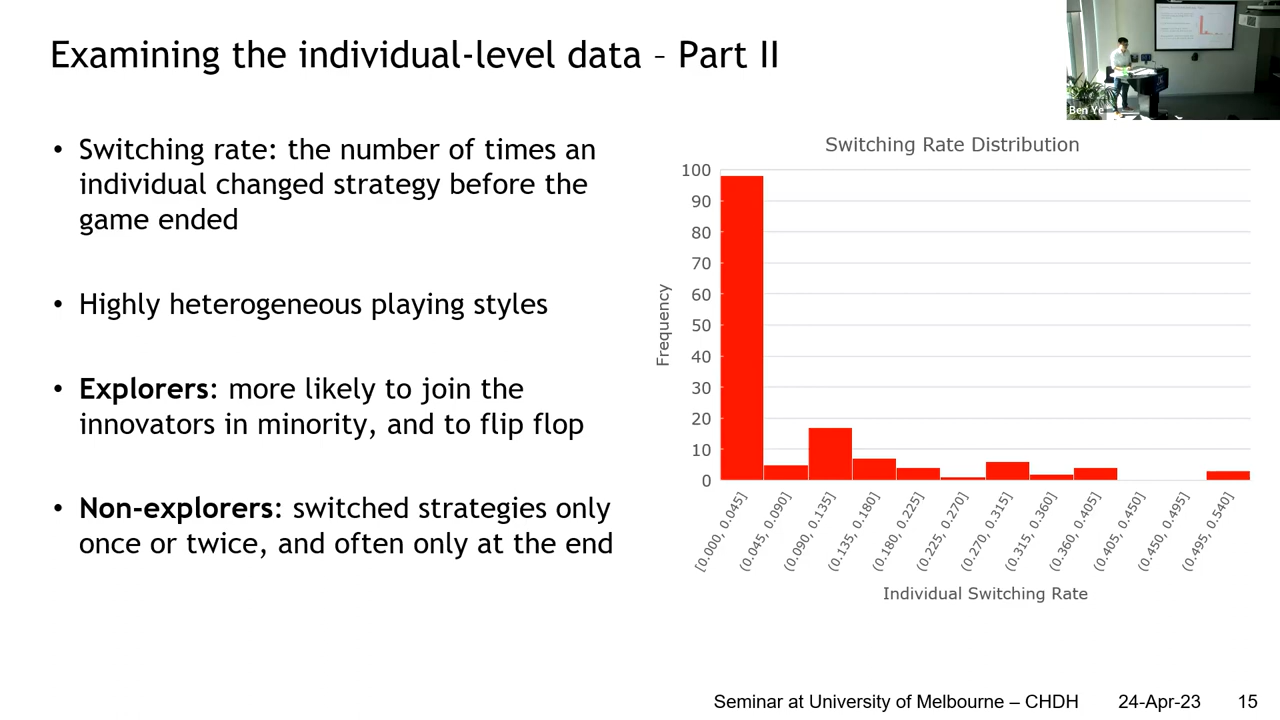 Examining the individual-level data – Part II
Ben Ye
• Switching rate: the number of times an
individual changed strategy before the
game ended
• Highly heterogeneous playing styles
• Explorers: more likely to join the
innovators in minority, and to flip flop
• Non-explorers: switched strategies only
once or twice, and often only at the end
Switching Rate Distribution
Frequency
100
90
80
70
60
50
40
30
20
10
0
[0.000, 0.045]
(0.045, 0.090]
(0.090, 0.135]
(0.135, 0.180]
(0.180, 0.225]
(0.225, 0.270]
(0.270, 0.315]
(0.315, 0.360]
(0.360, 0.405]
(0.405, 0.450]
(0.450, 0.495]
(0.495, 0.540]
Individual Switching Rate
Seminar at University of Melbourne – CHDH 24-Apr-23 15